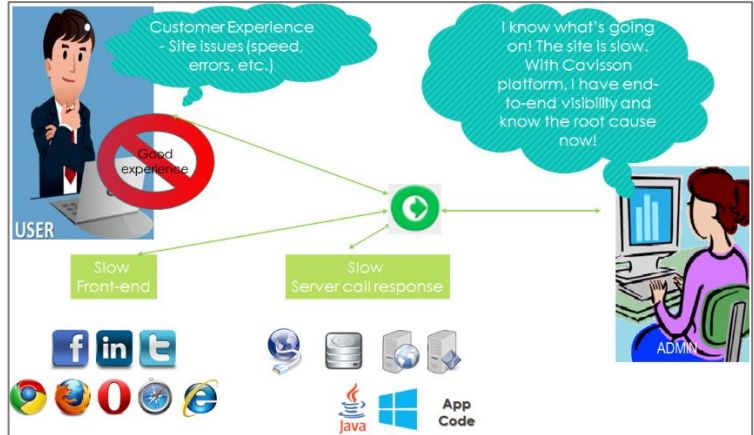 Customer Experience
- Site issues (speed,
errors, etc.)
I know what's going
on! The site is slow.
With Cavisson
platform, I have end-
to-end visibility and
know the root cause
now!
Good
experience
USER
Slow
Front-end
Slow
Server call response
ADMIN
f
in
t
Java
App
Code